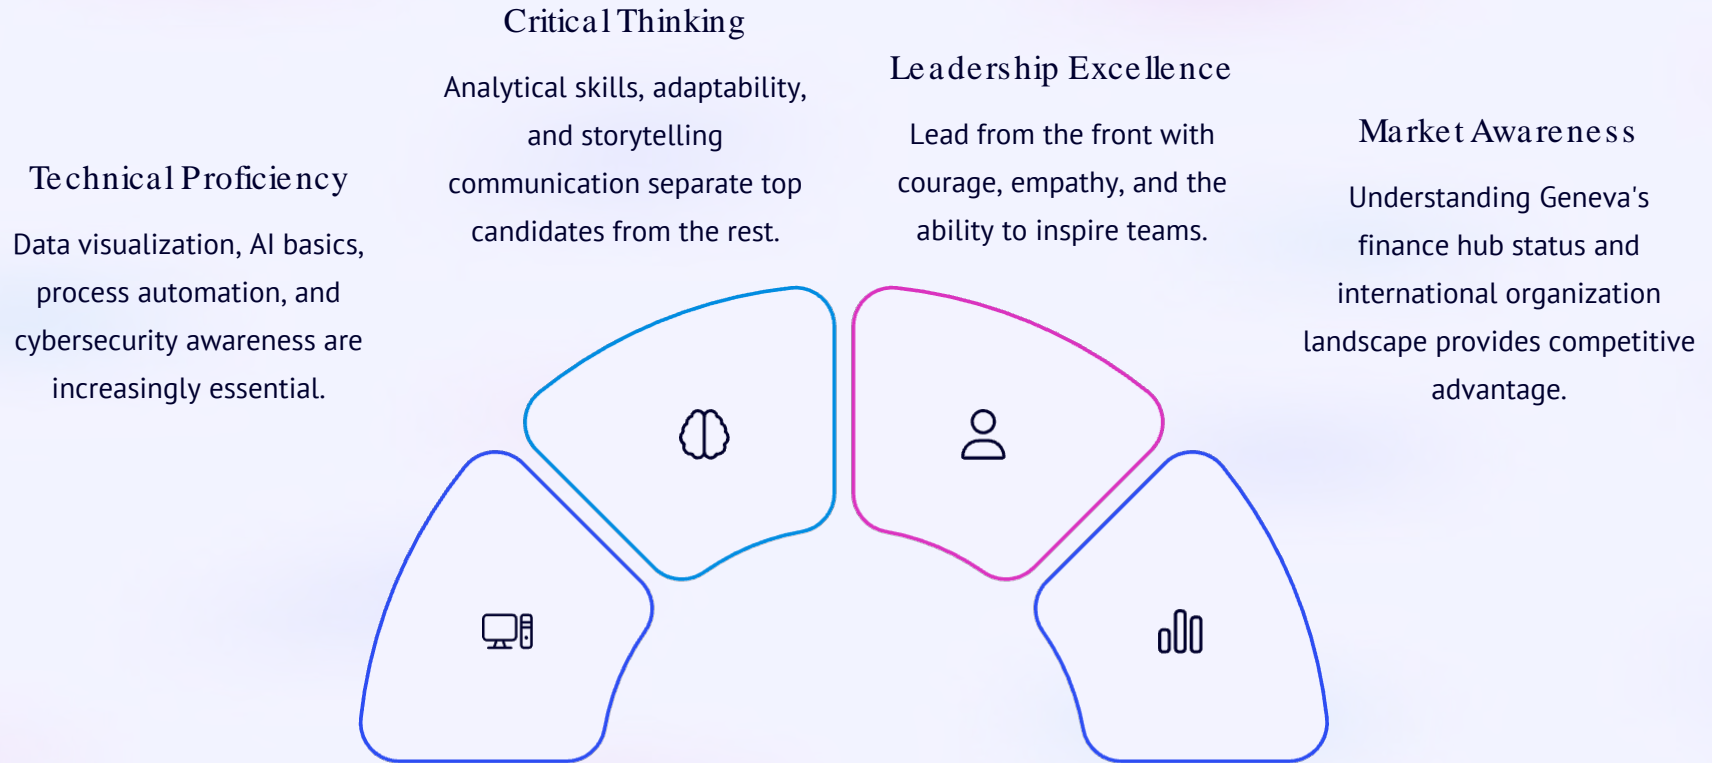 Technical Proficiency
Data visualization, AI basics,
process automation, and
cybersecurity awareness are
increasingly essential.
Critical Thinking
Analytical skills, adaptability,
and storytelling
communication separate top
candidates from the rest.
Leadership Excellence
Lead from the front with
courage, empathy, and the
ability to inspire teams.
Market Awareness
Understanding Geneva's
finance hub status and
international organization
landscape provides competitive
advantage.